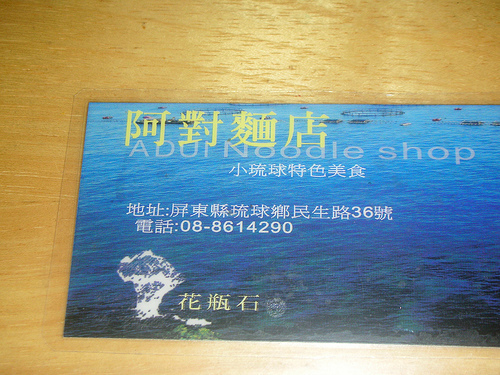 阿對麵店
ADUI Noodle shop
小琉球特色美食
地址:屏東縣琉球鄉民生路36號
電話:08-8614290
花瓶石